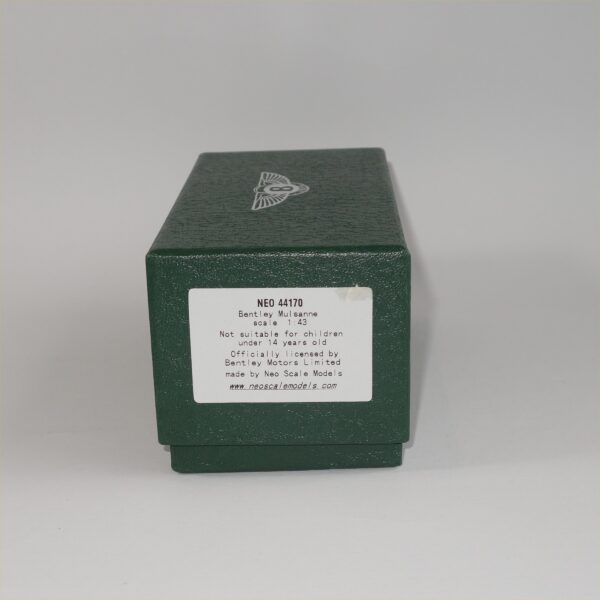 B
NEO 44170
Bentley Mulsanne
scale 1:43
Not suitable for children
under 14 years old
Officially licensed by
Bentley Motors Limited
made by Neo Scale Models
www.neoscalemodels.com